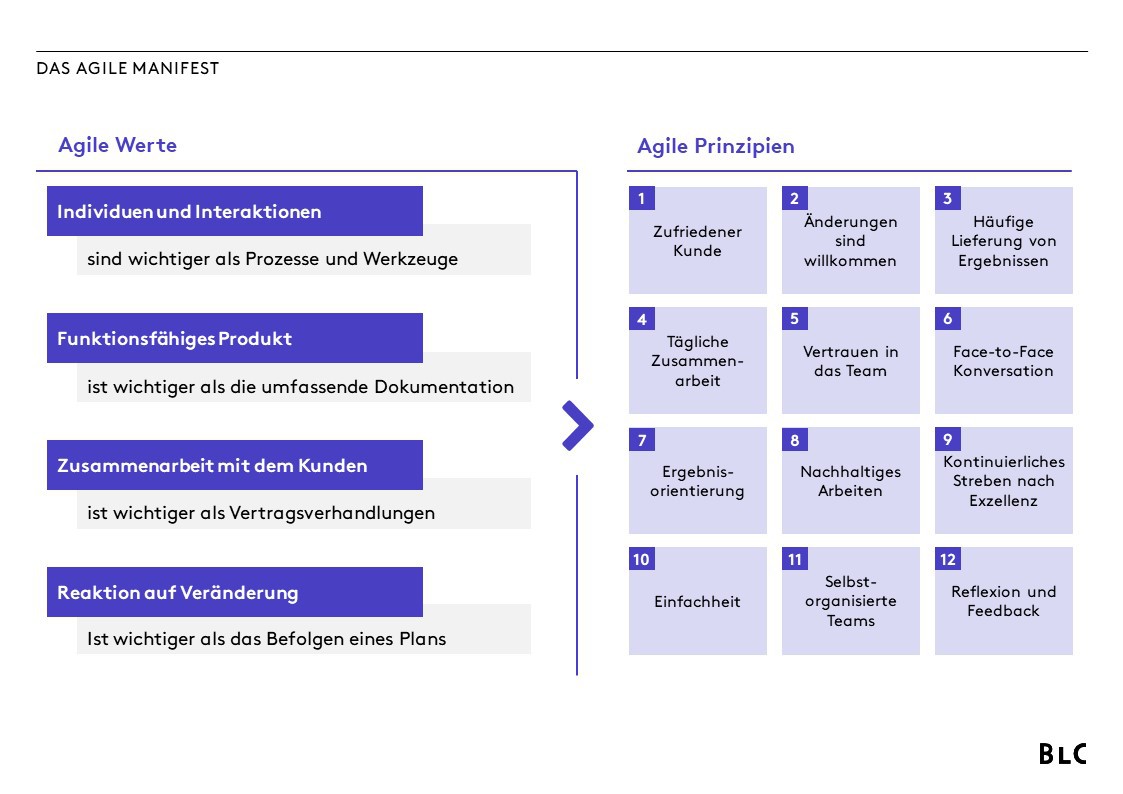 DAS AGILE MANIFEST
Agile Werte
Individuen und Interaktionen
sind wichtiger als Prozesse und Werkzeuge
Funktionsfähiges Produkt
ist wichtiger als die umfassende Dokumentation
Zusammenarbeit mit dem Kunden
ist wichtiger als Vertragsverhandlungen
Reaktion auf Veränderung
Ist wichtiger als das Befolgen eines Plans
Agile Prinzipien
1
Zufriedener
Kunde
2
Änderungen
sind
willkommen
3
Häufige
Lieferung von
Ergebnissen
4
Tägliche
Zusammen-
arbeit
5
Vertrauen in
das Team
6
Face-to-Face
Konversation
7
Ergebnis-
orientierung
8
Nachhaltiges
Arbeiten
9
Kontinuierliches
Streben nach
Exzellenz
10
Einfachheit
11
Selbst-
organisierte
Teams
12
Reflexion und
Feedback
BLC